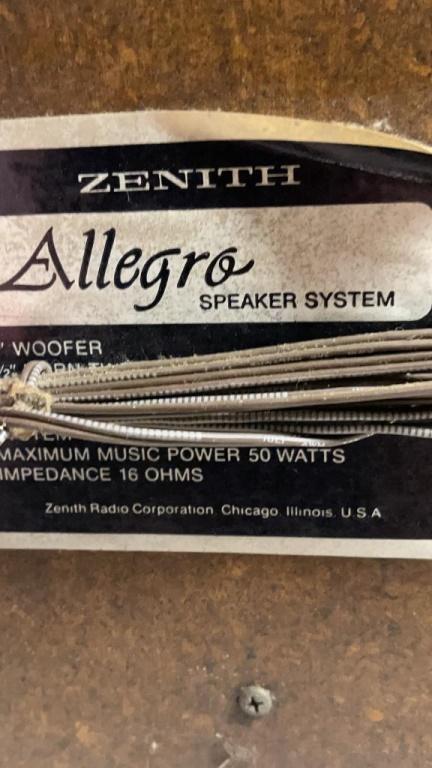 ZENITH
Allegro
SPEAKER SYSTEM
" WOOFER
MAXIMUM MUSIC POWER 50 WATTS
IMPEDANCE 16 OHMS
Zenith Radio Corporation, Chicago, Illinois, U.S.A.